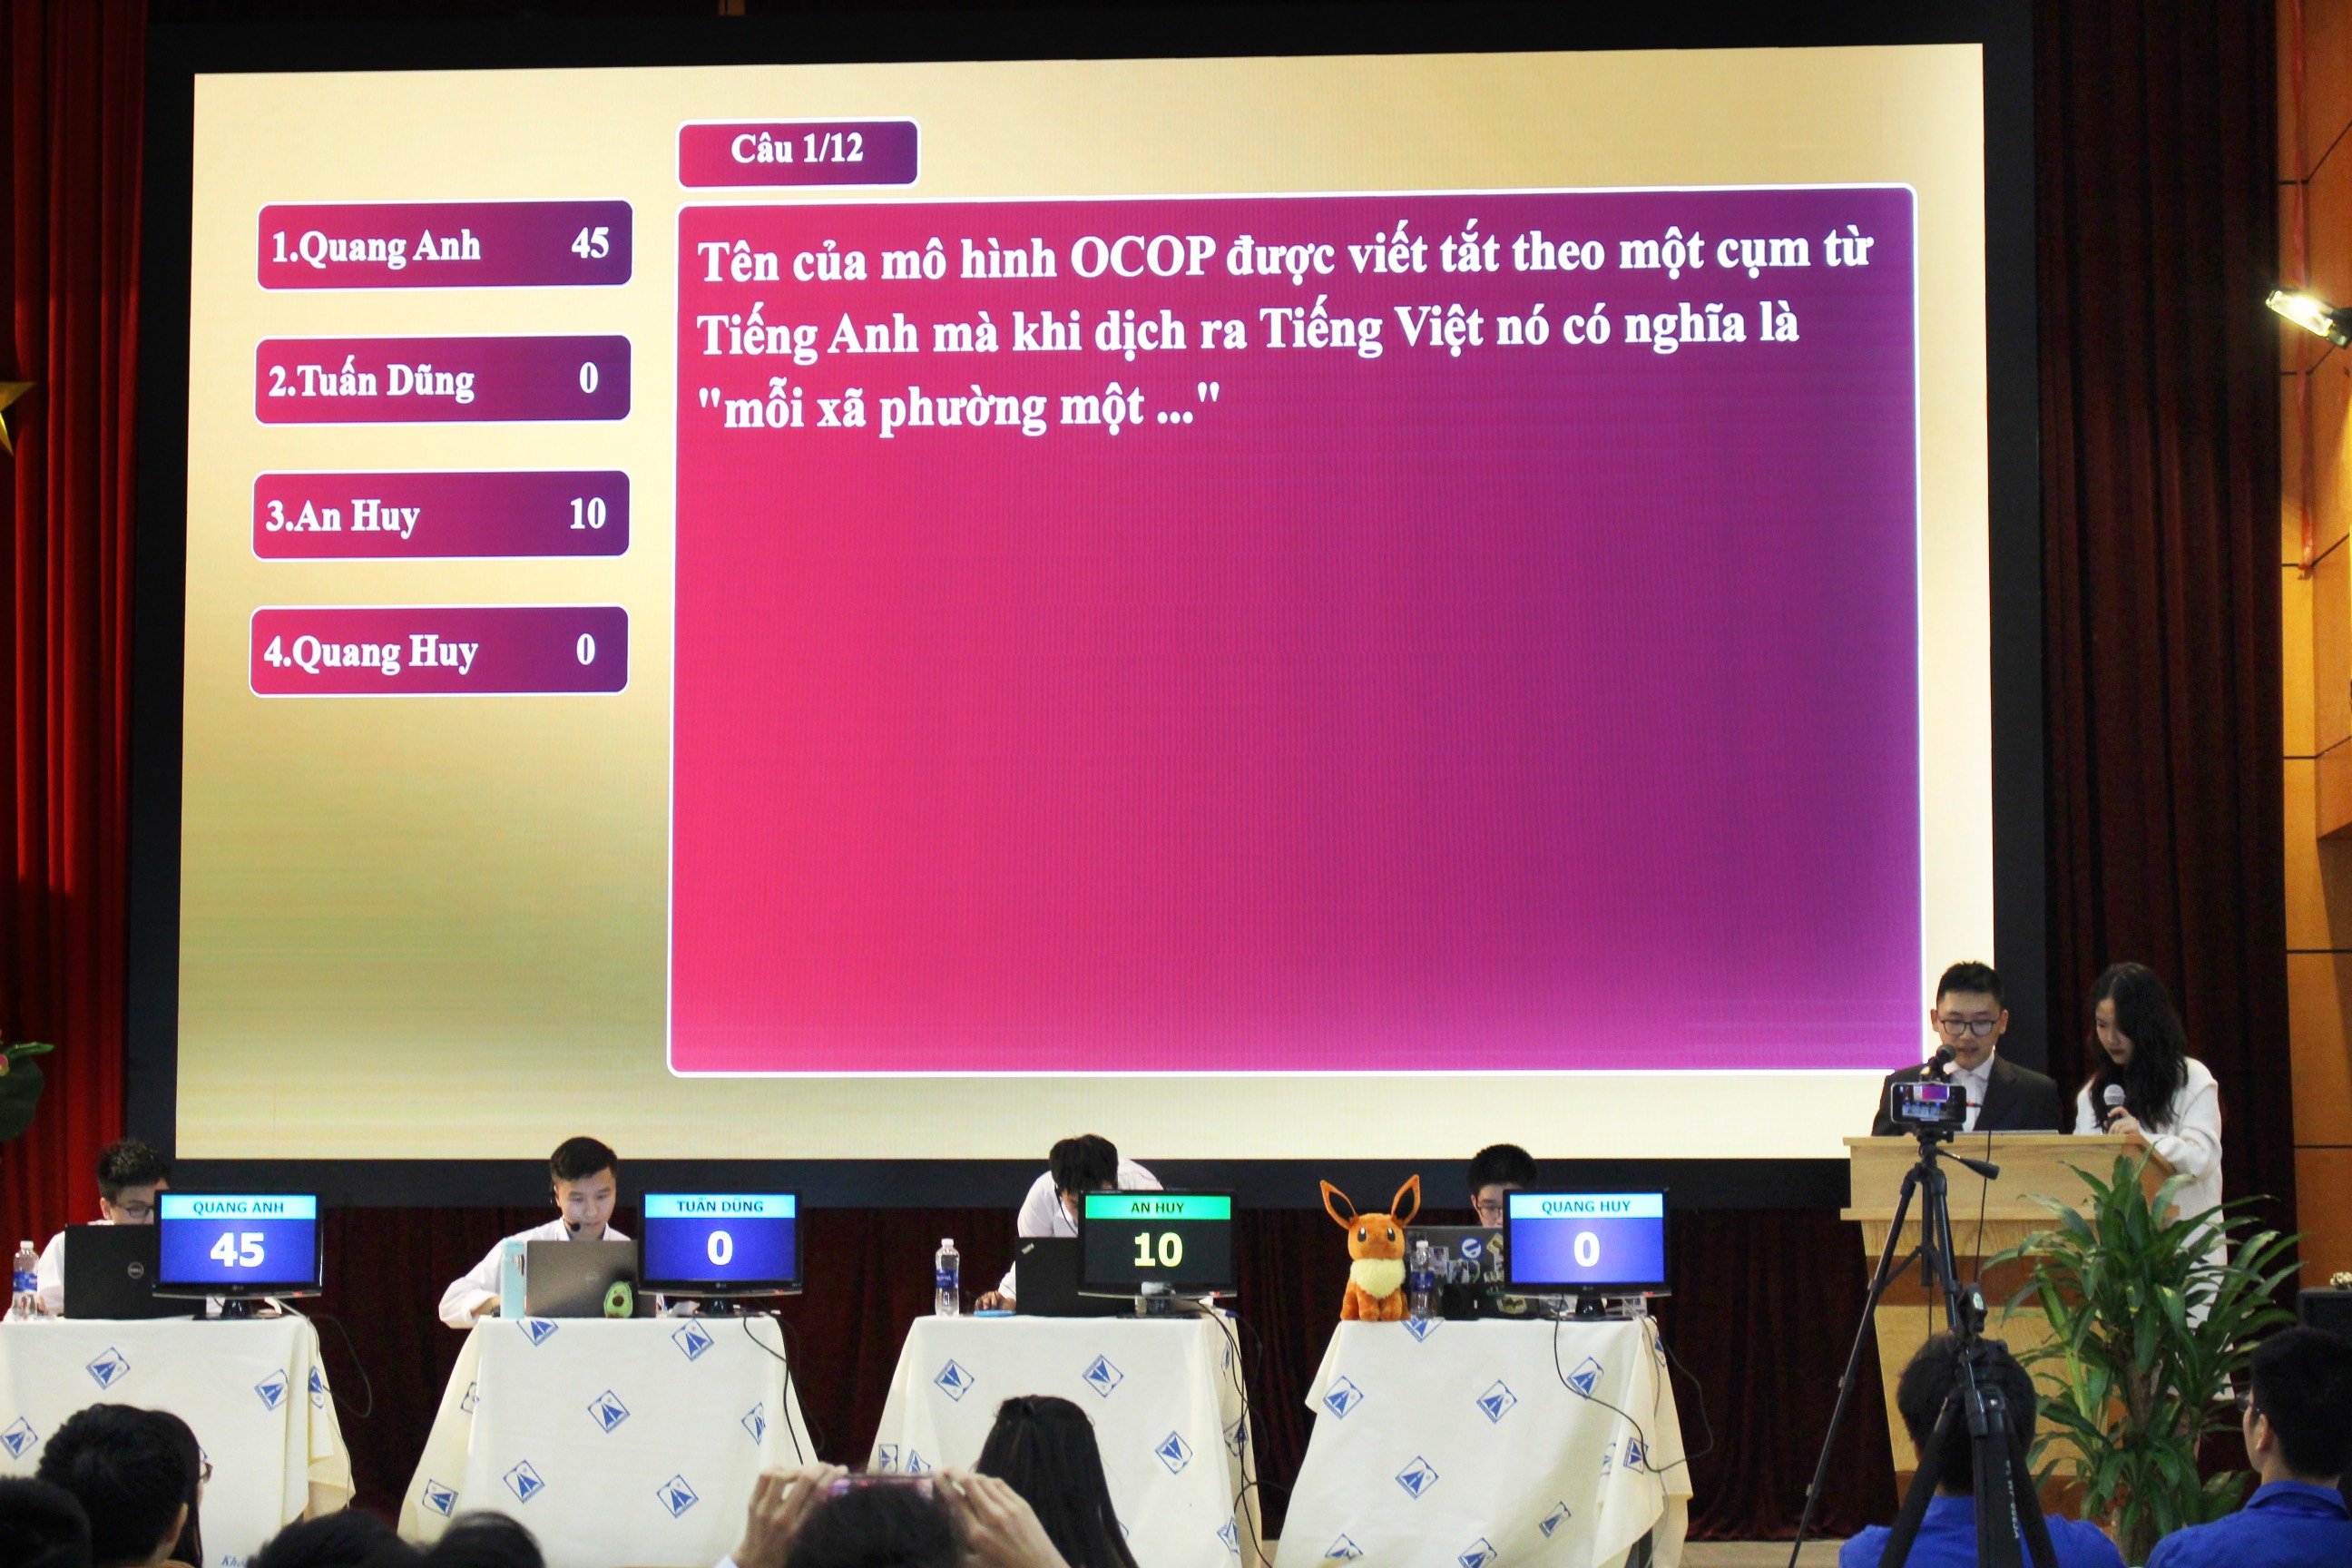 Câu 1/12
1.Quang Anh 45
2.Tuấn Dũng 0
3.An Huy 10
4.Quang Huy 0
Tên của mô hình OCOP được viết tắt theo một cụm từ
Tiếng Anh mà khi dịch ra Tiếng Việt nó có nghĩa là
"mỗi xã phường một ..."
QUANG ANH
45
TUẤN DŨNG
0
AN HUY
10
QUANG HUY
0
DELL